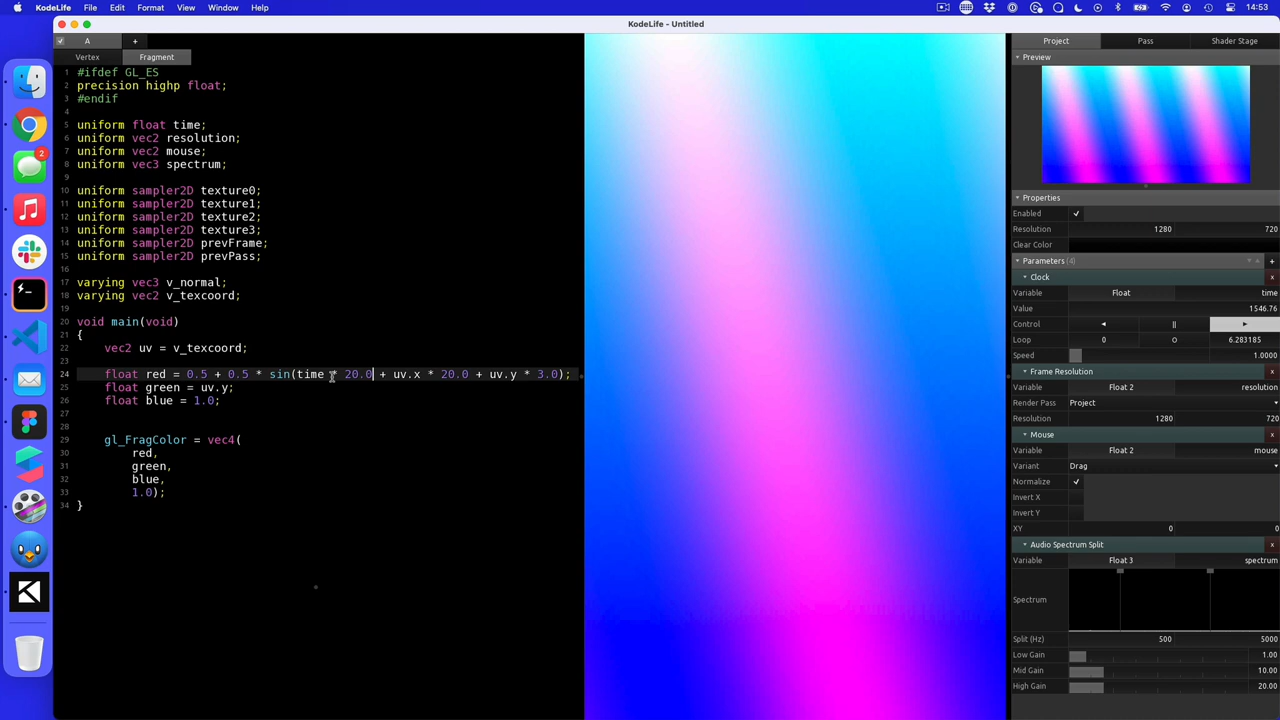 KodeLife File Edit Format View Window Help 14:53
KodeLife - Untitled
A +
Vertex Fragment
1 #ifdef GL_ES
2 precision highp float;
3 #endif
4
5 uniform float time;
6 uniform vec2 resolution;
7 uniform vec2 mouse;
8 uniform vec3 spectrum;
9
10 uniform sampler2D texture0;
11 uniform sampler2D texture1;
12 uniform sampler2D texture2;
13 uniform sampler2D texture3;
14 uniform sampler2D prevFrame;
15 uniform sampler2D prevPass;
16
17 varying vec3 v_normal;
18 varying vec2 v_texcoord;
19
20 void main(void)
21 {
22 vec2 uv = v_texcoord;
23
24 float red = 0.5 + 0.5 * sin(time * 20.0 + uv.x * 20.0 + uv.y * 3.0);
25 float green = uv.y;
26 float blue = 1.0;
27
28
29 gl_FragColor = vec4(
30 red,
31 green,
32 blue,
33 1.0);
34 }
2
Project Pass Shader Stage
Preview
Properties
Enabled
Resolution 1280 720
Clear Color
Parameters (4) +
Clock x
Variable Float time
Value 1546.76
Control
Loop 0 O 6.283185
Speed 1.0000
Frame Resolution x
Variable Float 2 resolution
Render Pass Project
Resolution 1280 720
Mouse x
Variable Float 2 mouse
Variant Drag
Normalize
Invert X
Invert Y
XY 0 0
Audio Spectrum Split x
Variable Float 3 spectrum
Spectrum
Split (Hz) 500 5000
Low Gain 1.00
Mid Gain 10.00
High Gain 20.00